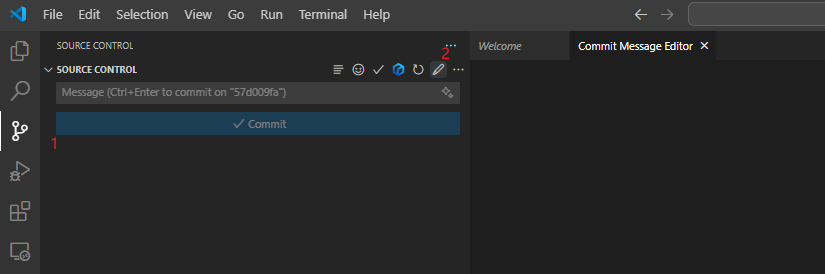 File Edit Selection View Go Run Terminal Help
SOURCE CONTROL ...
2
Welcome Commit Message Editor
SOURCE CONTROL
Message (Ctrl+Enter to commit on "57d009fa")
Commit
1